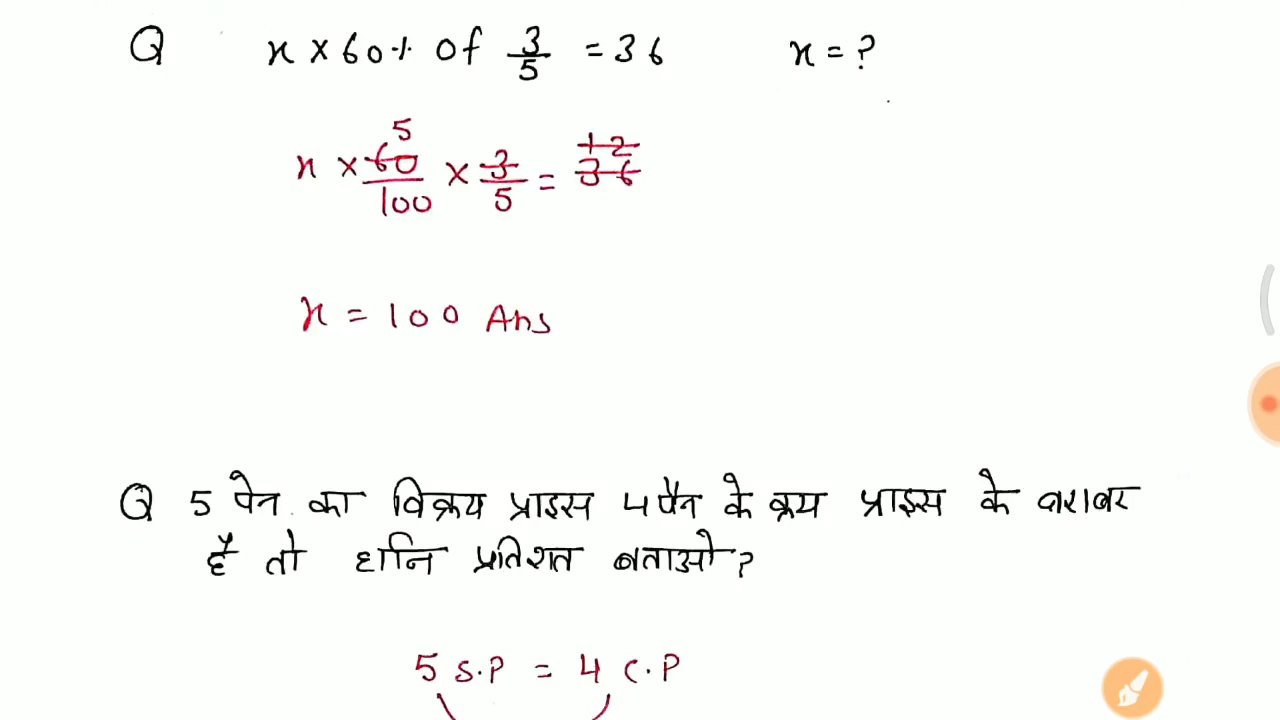 Q x × 60% of 3/5 = 36 x = ?
x × 60/100 × 3/5 = 36
5 12
x = 100 Ans
Q 5 पेन का विक्रय प्राइस 4 पैन के क्रय प्राइस के बराबर
है तो हानि प्रतिशत बताओ?
5 S.P = 4 C.P